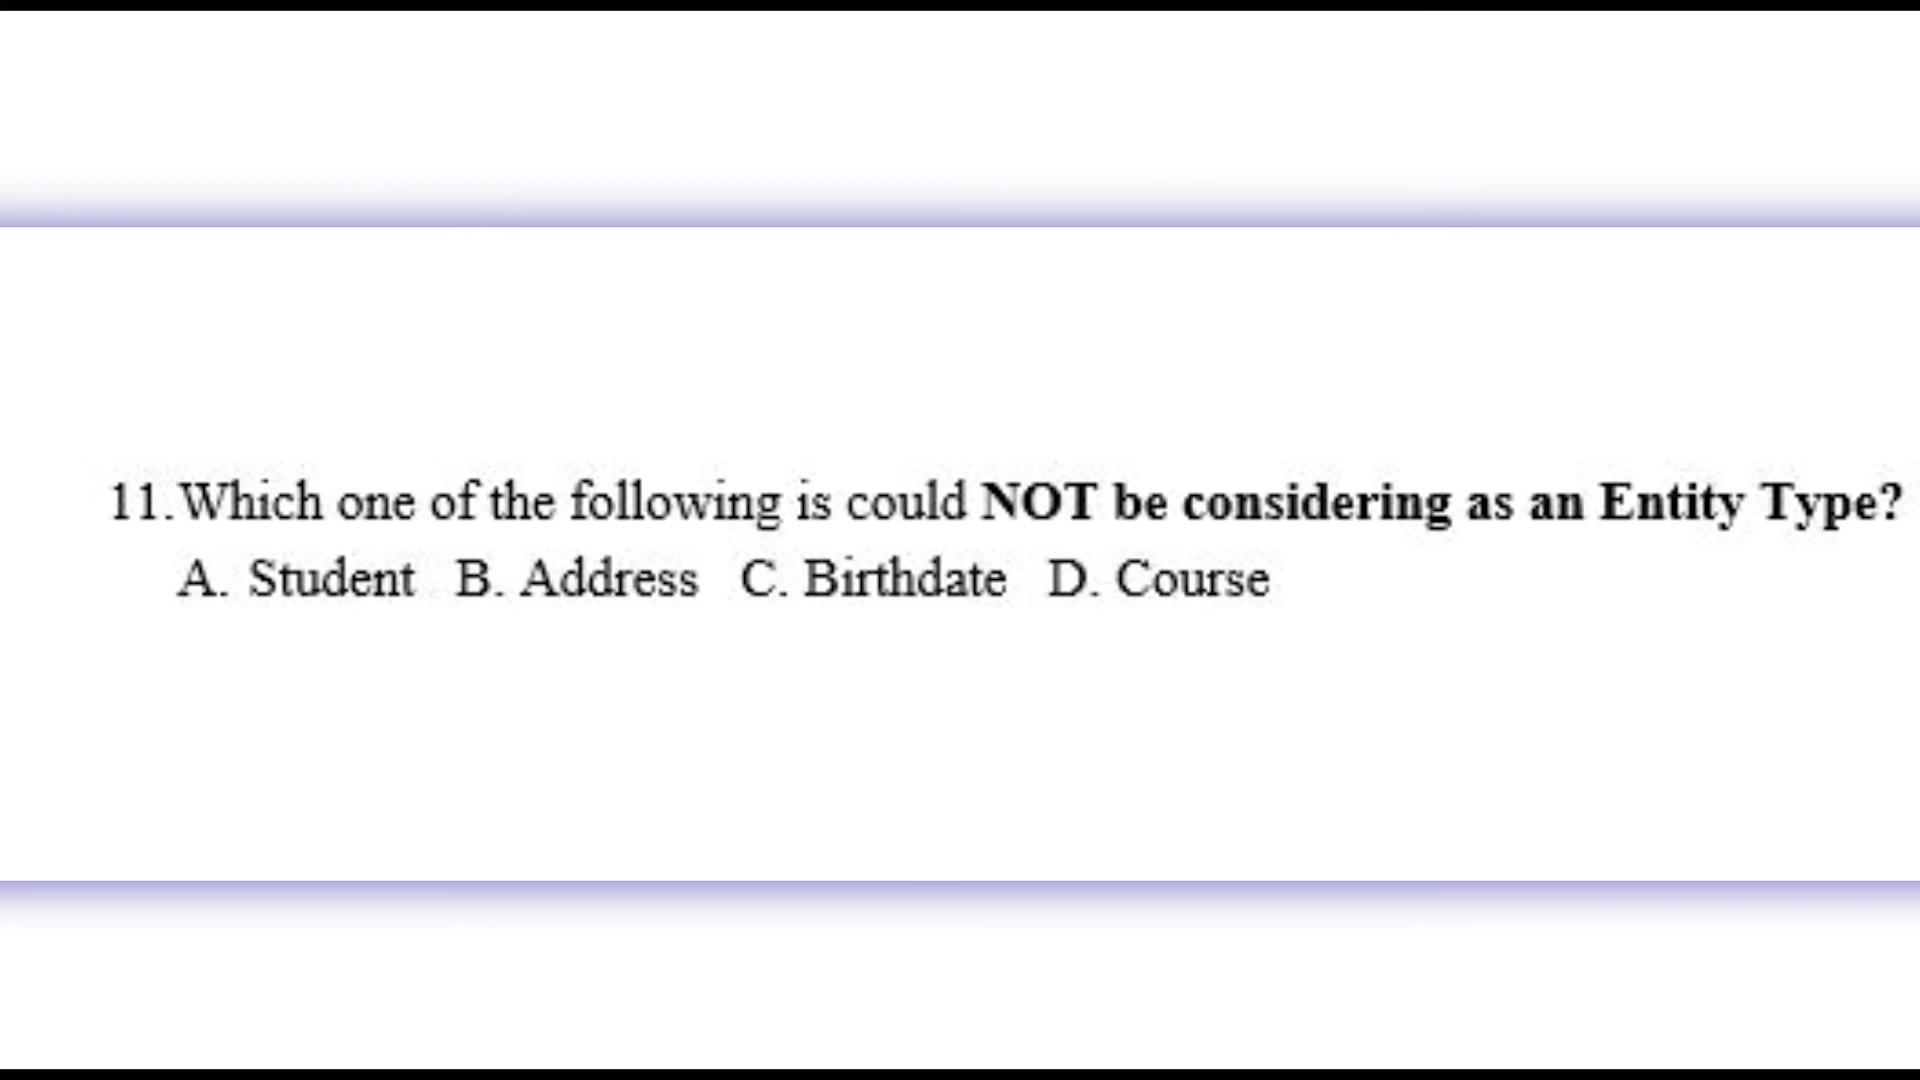 11. Which one of the following is could NOT be considering as an Entity Type?
A. Student B. Address C. Birthdate D. Course